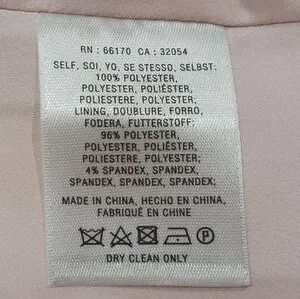 RN : 66170 CA : 32054
SELF, SOI, YO, SE STESSO, SELBST:
100% POLYESTER,
POLYESTER, POLIÉSTER,
POLIESTERE, POLYESTER;
LINING, DOUBLURE, FORRO,
FODERA, FUTTERSTOFF:
96% POLYESTER,
POLYESTER, POLIÉSTER,
POLIESTERE, POLYESTER;
4% SPANDEX, SPANDEX,
SPANDEX, SPANDEX,
SPANDEX;
MADE IN CHINA, HECHO EN CHINA,
FABRIQUÉ EN CHINE
P
DRY CLEAN ONLY